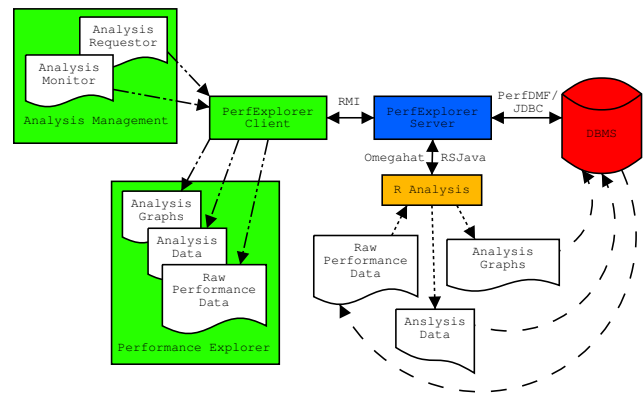 Analysis
Requestor
Analysis
Monitor
Analysis Management
PerfExplorer
Client
RMI
PerfExplorer
Server
PerfDMF/
JDBC
DBMS
Omegahat
RSJava
R Analysis
Analysis
Graphs
Analysis
Data
Raw
Performance
Data
Performance Explorer
Raw
Performance
Data
Analysis
Graphs
Anslysis
Data